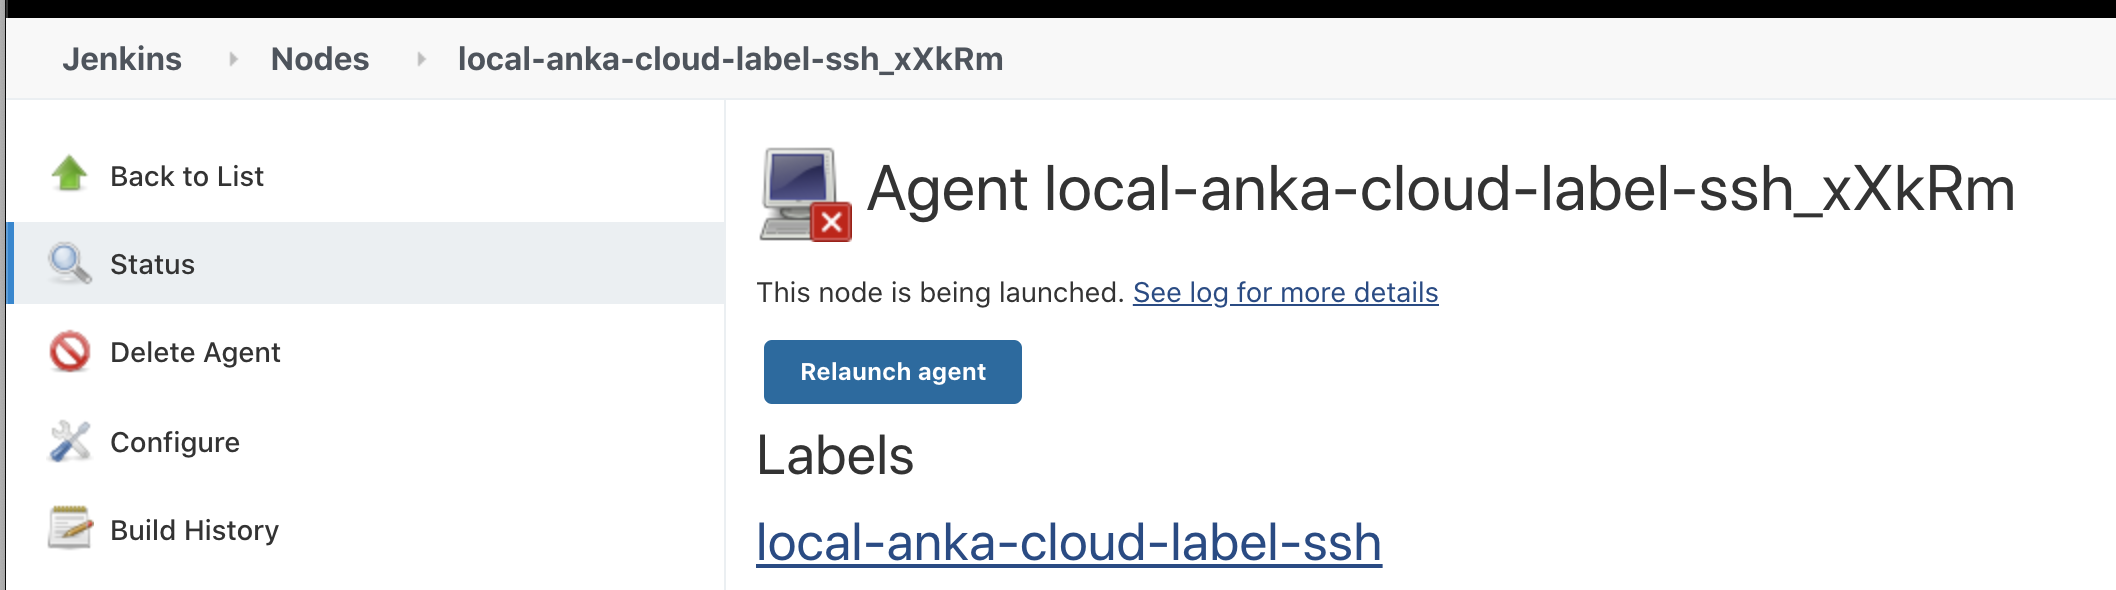 Jenkins Nodes local-anka-cloud-label-ssh_xXkRm
Back to List
Status
Delete Agent
Configure
Build History
Agent local-anka-cloud-label-ssh_xXkRm
This node is being launched. See log for more details
Relaunch agent
Labels
local-anka-cloud-label-ssh